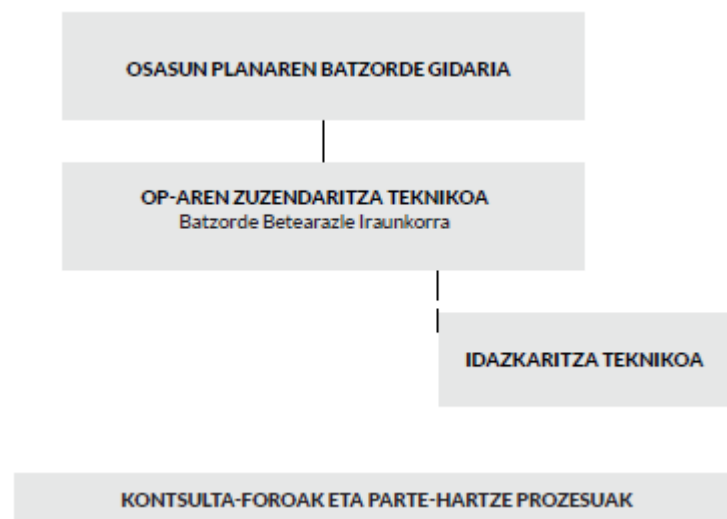 OSASUN PLANAREN BATZORDE GIDARIA
OP-AREN ZUZENDARITZA TEKNIKOA
Batzorde Betearazle Iraunkorra
IDAZKARITZA TEKNIKOA
KONTSULTA-FOROAK ETA PARTE-HARTZE PROZESUAK